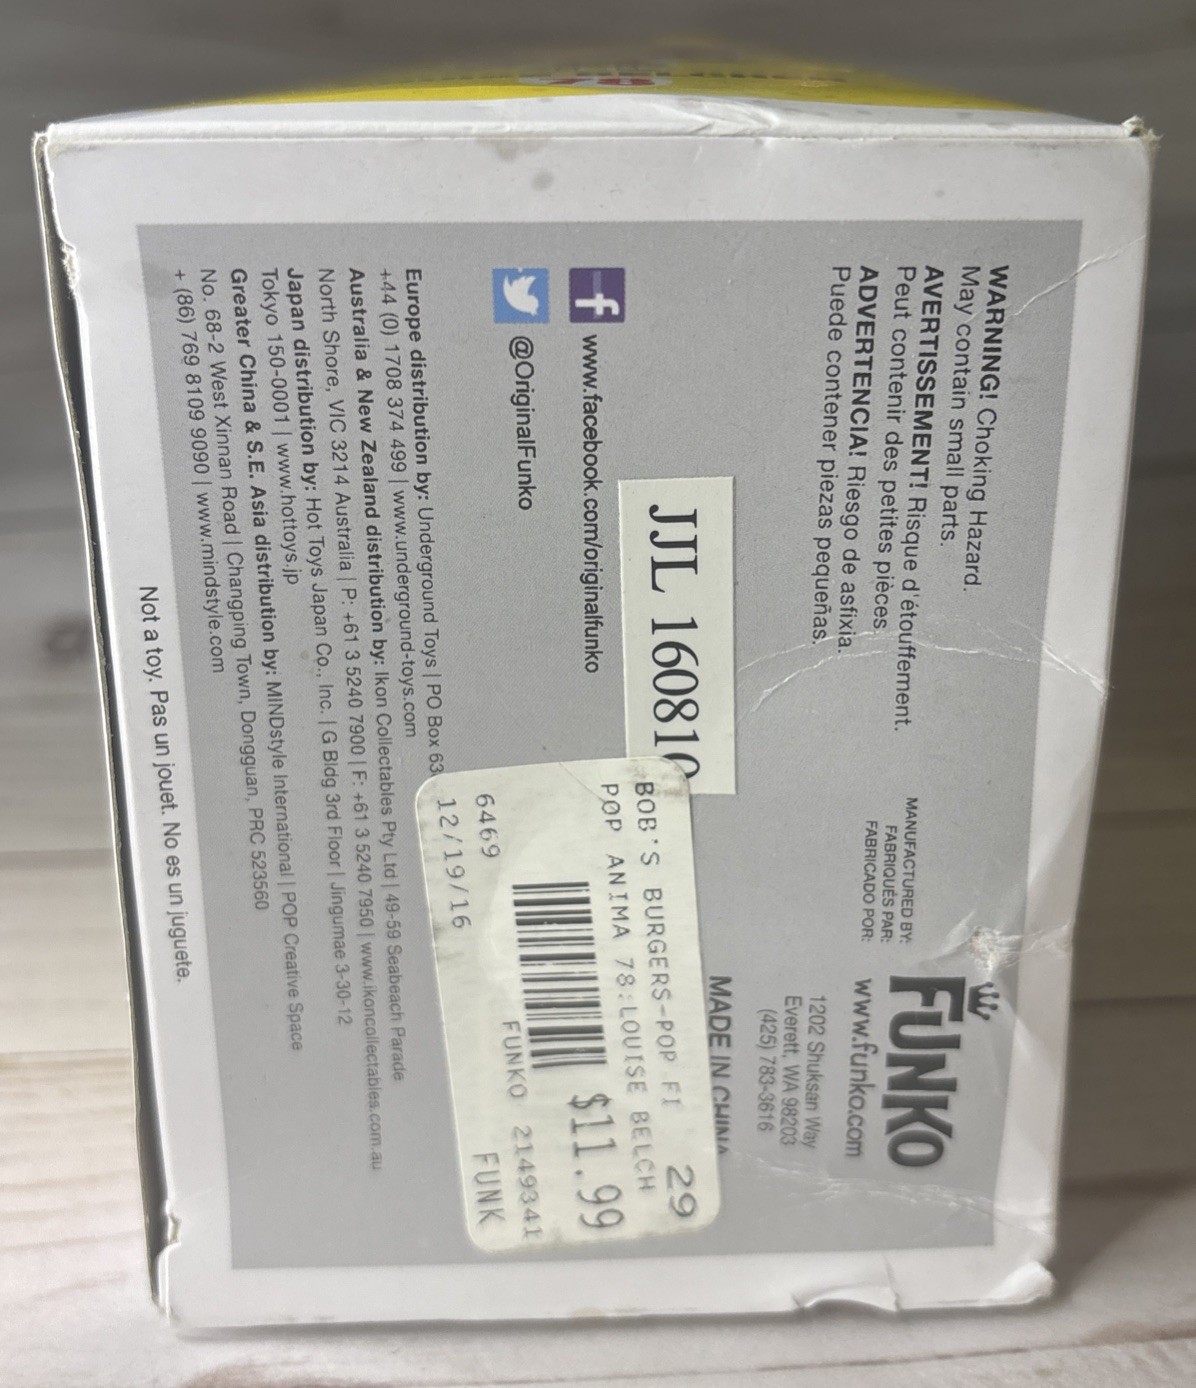 78
WARNING! Choking Hazard.
May contain small parts.
AVERTISSEMENT! Risque d'étouffement.
Peut contenir des petites pièces.
ADVERTENCIA! Riesgo de asfixia.
Puede contener piezas pequeñas.
MANUFACTURED BY:
FABRIQUÉS PAR:
FABRICADO POR:
FUNKO
www.funko.com
1202 Shuksan Way
Everett, WA 98203
(425) 783-3616
MADE IN CHINA
JJL 160810
f www.facebook.com/originalfunko
@OriginalFunko
BOB'S BURGERS-POP FI 29
POP ANIMA 78:LOUISE BELCH
$11.99
FUNKO 2149341
6469 FUNK
12/19/16
Europe distribution by: Underground Toys | PO Box 63
+44 (0) 1708 374 499 | www.underground-toys.com
Australia & New Zealand distribution by: Ikon Collectables Pty Ltd | 49-59 Seabeach Parade
North Shore, VIC 3214 Australia | P: +61 3 5240 7900 | F: +61 3 5240 7950 | www.ikoncollectables.com.au
Japan distribution by: Hot Toys Japan Co., Inc. | G Bldg 3rd Floor | Jingumae 3-30-12
Tokyo 150-0001 | www.hottoys.jp
Greater China & S.E. Asia distribution by: MINDstyle International | POP Creative Space
No. 68-2 West Xinnan Road | Changping Town, Dongguan, PRC 523560
+ (86) 769 8109 9090 | www.mindstyle.com
Not a toy. Pas un jouet. No es un juguete.